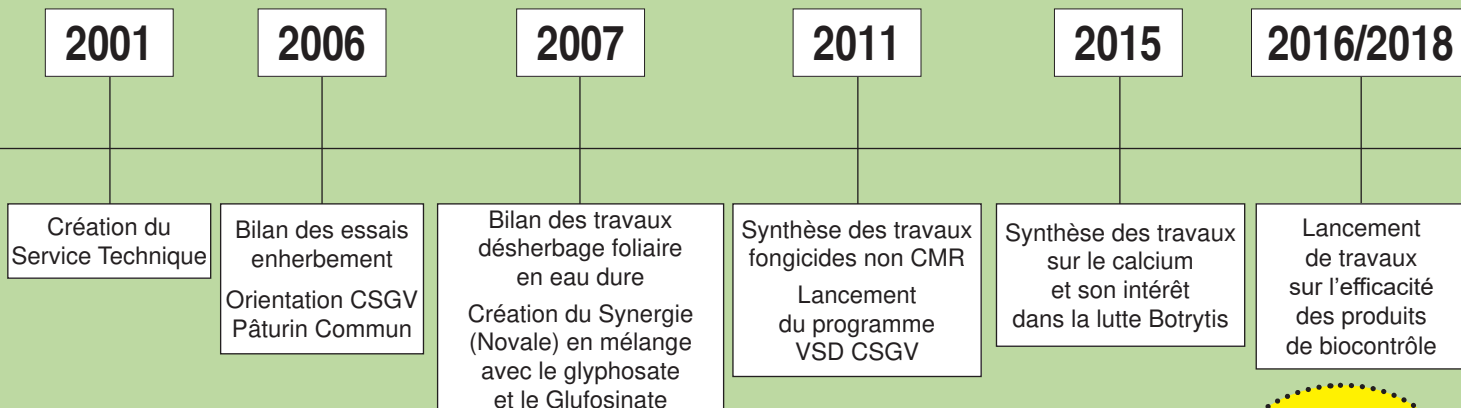 2001
2006
2007
2011
2015
2016/2018
Création du
Service Technique
Bilan des essais
enherbement
Orientation CSGV
Pâturin Commun
Bilan des travaux
désherbage foliaire
en eau dure
Création du Synergie
(Novale) en mélange
avec le glyphosate
et le Glufosinate
Synthèse des travaux
fongicides non CMR
Lancement
du programme
VSD CSGV
Synthèse des travaux
sur le calcium
et son intérêt
dans la lutte Botrytis
Lancement
de travaux
sur l'efficacité
des produits
de biocontrôle